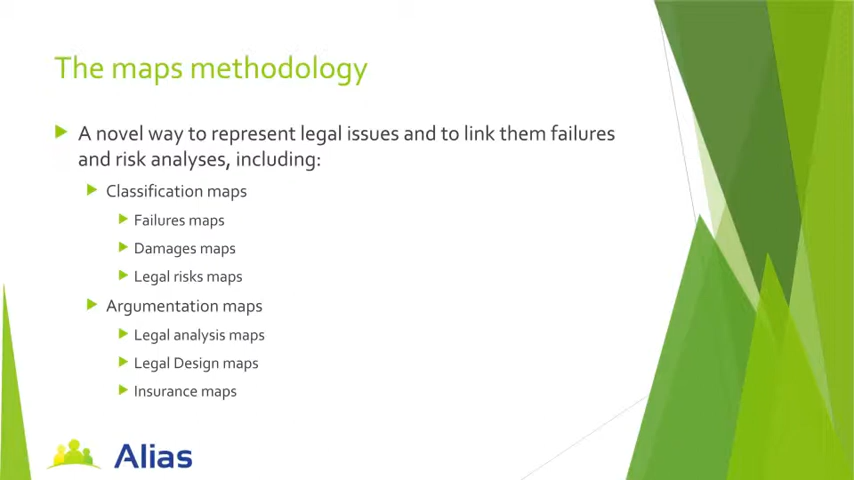 The maps methodology
A novel way to represent legal issues and to link them failures
and risk analyses, including:
Classification maps
Failures maps
Damages maps
Legal risks maps
Argumentation maps
Legal analysis maps
Legal Design maps
Insurance maps
Alias